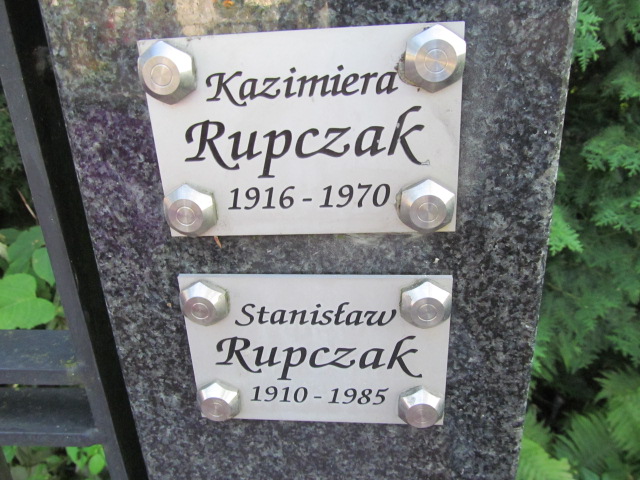 Kazimiera
Rupczak
1916 - 1970
Stanisław
Rupczak
1910 - 1985